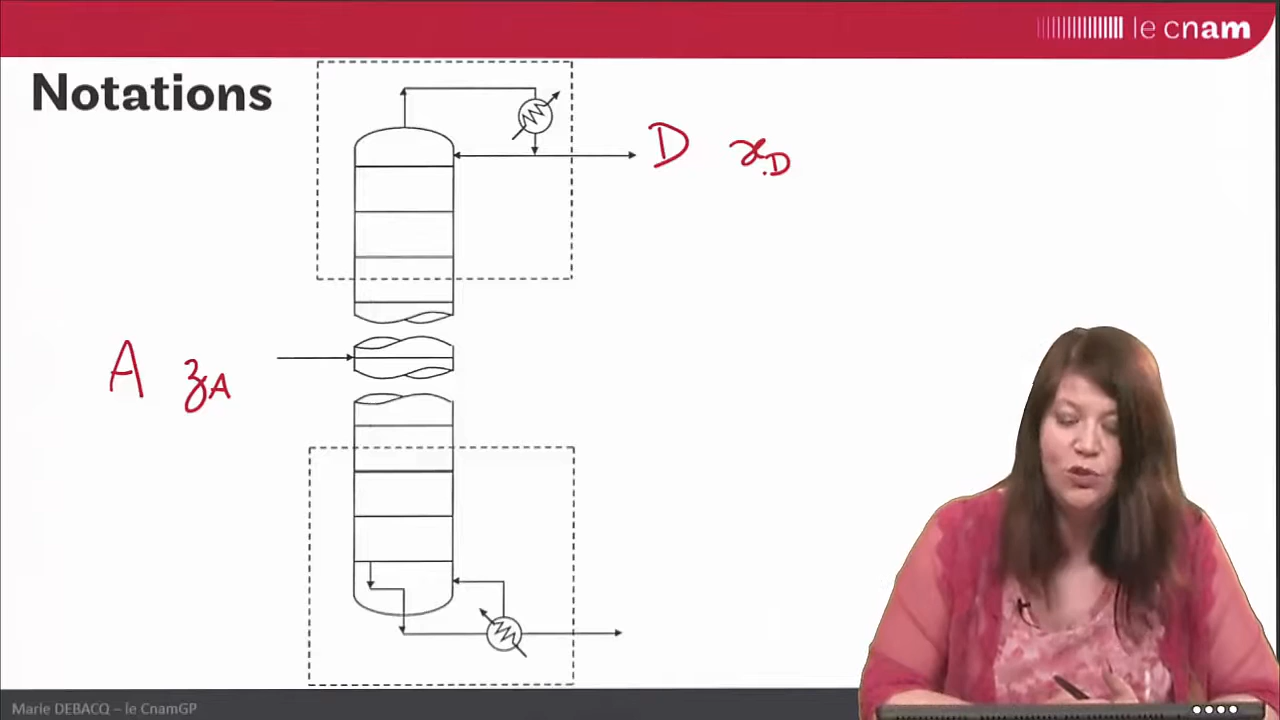 le cnam
Notations
D x_D
A z_A
Marie DEBACQ – le CnamGP